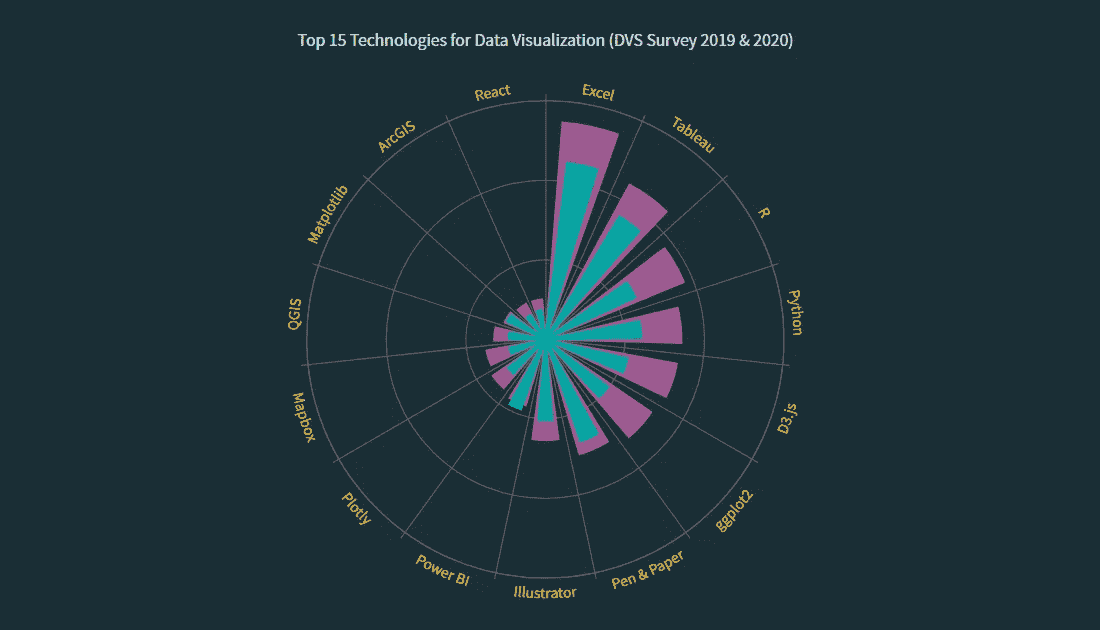 Top 15 Technologies for Data Visualization (DVS Survey 2019 & 2020)
Excel
Tableau
R
Python
D3.js
ggplot2
Pen & Paper
Illustrator
Power BI
Plotly
Mapbox
QGIS
Matplotlib
ArcGIS
React